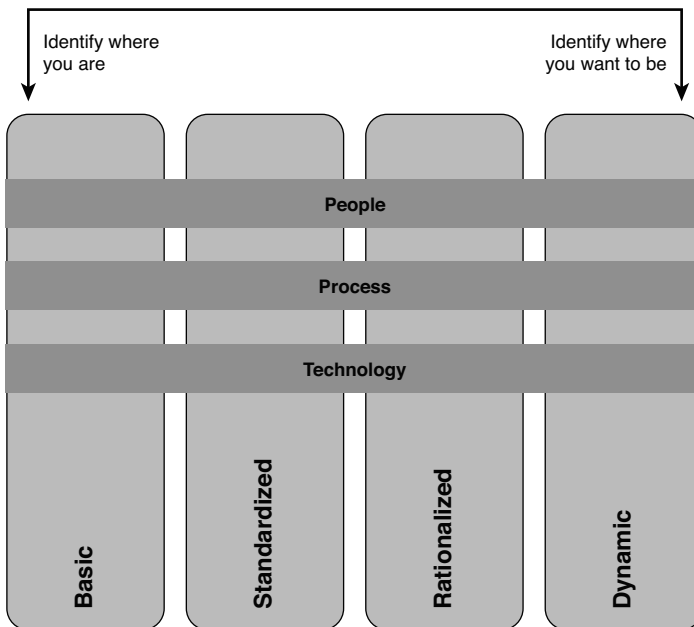 Identify where
you are
Identify where
you want to be
People
Process
Technology
Basic
Standardized
Rationalized
Dynamic